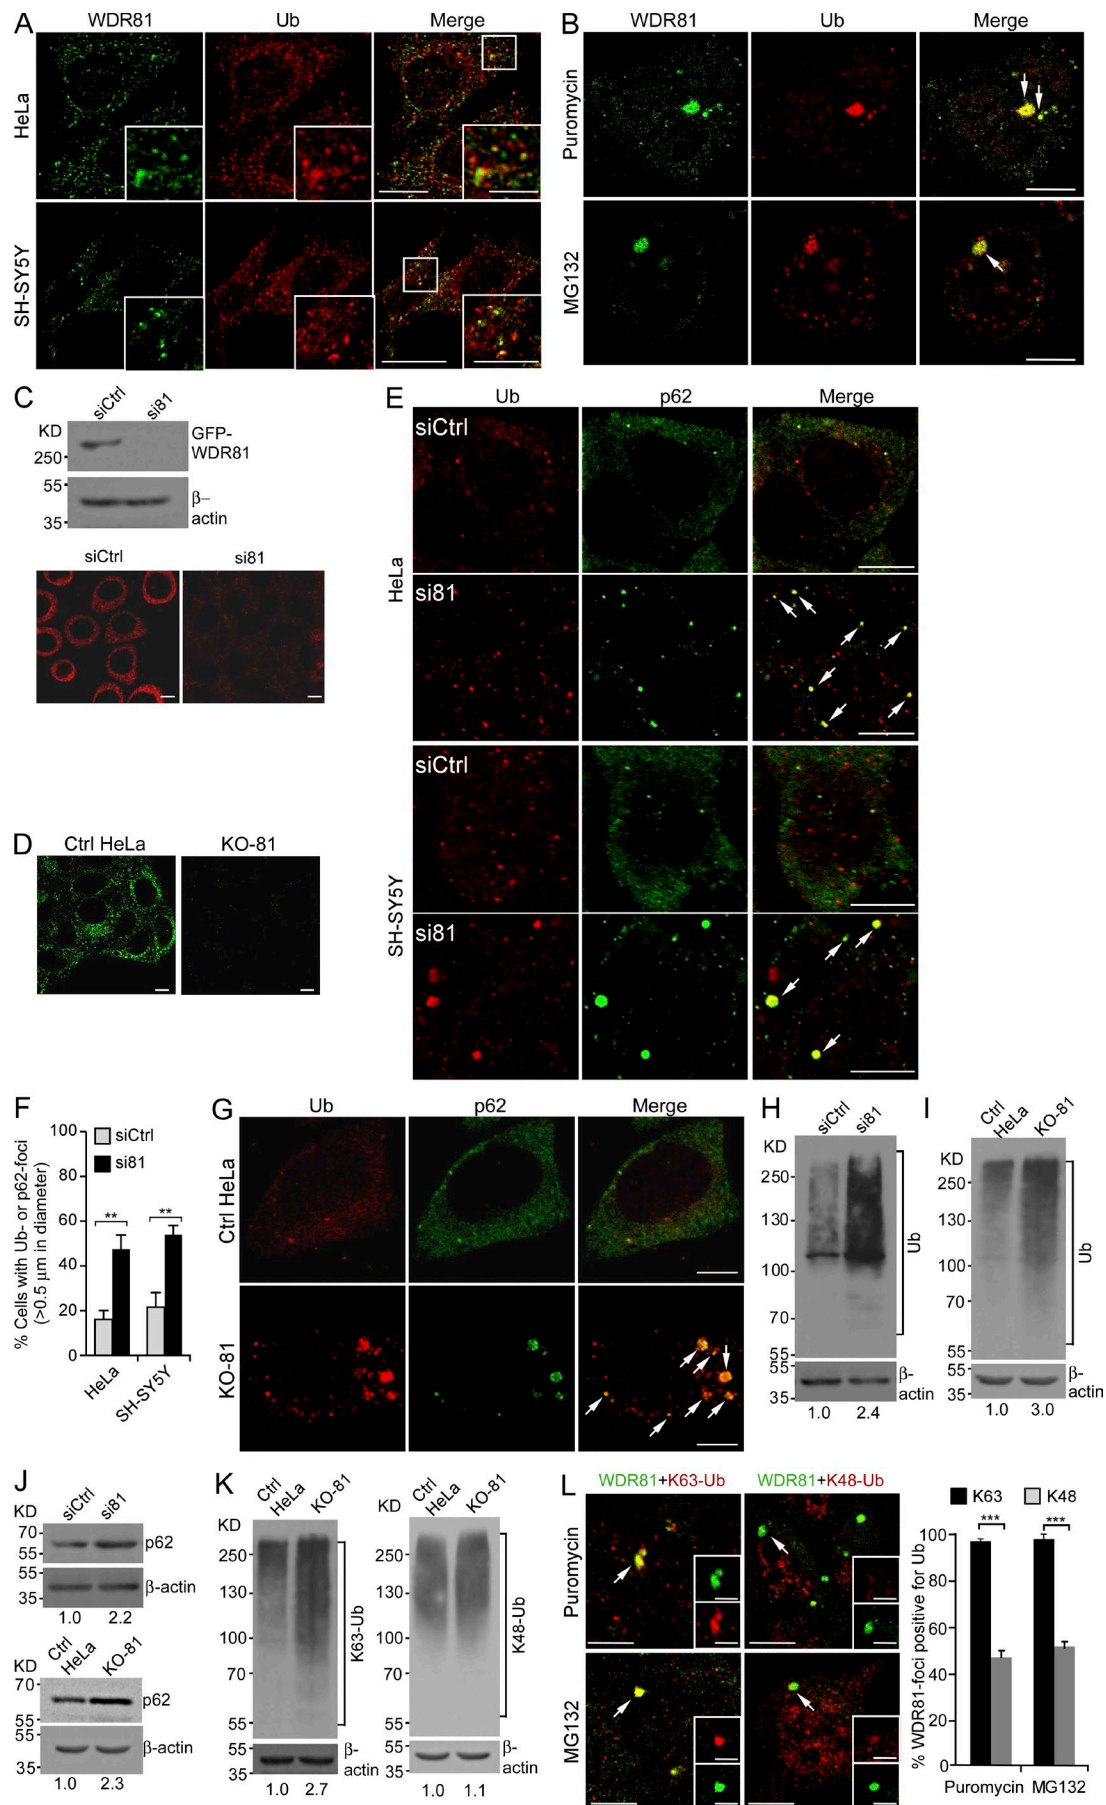 A
WDR81 Ub Merge
HeLa
SH-SY5Y
B
WDR81 Ub Merge
Puromycin
MG132
C
siCtrl si81
KD
250
GFP-
WDR81
55
35
β–
actin
siCtrl si81
D
Ctrl HeLa KO-81
E
Ub p62 Merge
HeLa
siCtrl
si81
SH-SY5Y
siCtrl
si81
F
% Cells with Ub- or p62-foci
(>0.5 μm in diameter)
100
80
60
40
20
0
siCtrl
si81
** **
HeLa
SH-SY5Y
G
Ub p62 Merge
Ctrl HeLa
KO-81
H
siCtrl si81
KD
250
130
100
70
55
Ub
55
35
β-
actin
1.0 2.4
I
Ctrl
HeLa KO-81
KD
250
130
100
70
55
Ub
55
35
β-
actin
1.0 3.0
J
siCtrl si81
KD
70
55
p62
55
35
β-actin
1.0 2.2
Ctrl
HeLa KO-81
KD
70
55
p62
55
35
β-actin
1.0 2.3
K
Ctrl
HeLa KO-81
KD
250
130
100
70
55
K63-Ub
55
35
β-
actin
1.0 2.7
Ctrl
HeLa KO-81
KD
250
130
100
70
55
K48-Ub
55
35
β-
actin
1.0 1.1
L
WDR81+K63-Ub WDR81+K48-Ub
Puromycin
MG132
K63 K48
*** ***
% WDR81-foci positive for Ub
100
80
60
40
20
0
Puromycin MG132